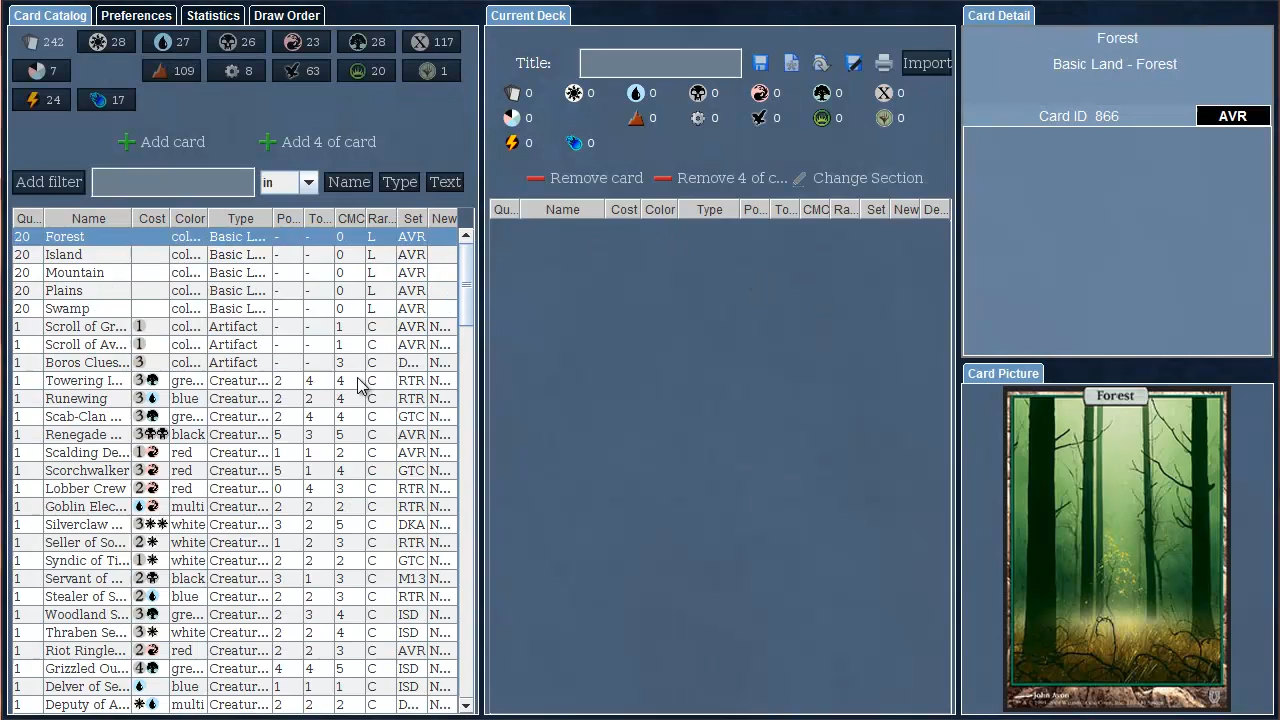 Card Catalog Preferences Statistics Draw Order
242 28 27 26 23 28 117
7 109 8 63 20 1
24 17
Add card Add 4 of card
Add filter in Name Type Text
Qu... Name Cost Color Type Po... To... CMC Rar... Set New
20 Forest col... Basic L... - - 0 L AVR
20 Island col... Basic L... - - 0 L AVR
20 Mountain col... Basic L... - - 0 L AVR
20 Plains col... Basic L... - - 0 L AVR
20 Swamp col... Basic L... - - 0 L AVR
1 Scroll of Gr... 1 col... Artifact - - 1 C AVR N...
1 Scroll of Av... 1 col... Artifact - - 1 C AVR N...
1 Boros Clues... 3 col... Artifact - - 3 C D... N...
1 Towering I... 3 gre... Creatur... 2 4 4 C RTR N...
1 Runewing 3 blue Creatur... 2 2 4 C RTR N...
1 Scab-Clan ... 3 gre... Creatur... 2 4 4 C GTC N...
1 Renegade ... 3 black Creatur... 5 3 5 C AVR N...
1 Scalding De... 1 red Creatur... 1 1 2 C AVR N...
1 Scorchwalker 3 red Creatur... 5 1 4 C GTC N...
1 Lobber Crew 2 red Creatur... 0 4 3 C RTR N...
1 Goblin Elec... multi Creatur... 2 2 2 C RTR N...
1 Silverclaw ... 3 white Creatur... 3 2 5 C DKA N...
1 Seller of So... 2 white Creatur... 1 2 3 C RTR N...
1 Syndic of Ti... 1 white Creatur... 2 2 2 C GTC N...
1 Servant of ... 2 black Creatur... 3 1 3 C M13 N...
1 Stealer of S... 2 blue Creatur... 2 2 3 C RTR N...
1 Woodland S... 3 gre... Creatur... 2 3 4 C ISD N...
1 Thraben Se... 3 white Creatur... 2 2 4 C ISD N...
1 Riot Ringle... 2 red Creatur... 2 2 3 C AVR N...
1 Grizzled Ou... 4 gre... Creatur... 4 4 5 C ISD N...
1 Delver of Se... blue Creatur... 1 1 1 C ISD N...
1 Deputy of A... multi Creatur... 2 2 2 C D... N...
Current Deck
Title: Import
0 0 0 0 0 0 X 0
0 0 0 0 0 0
0 0
Remove card Remove 4 of c... Change Section
Qu... Name Cost Color Type Po... To... CMC Ra... Set New De...
Card Detail
Forest
Basic Land - Forest
Card ID 866 AVR
Card Picture
Forest
John Avon